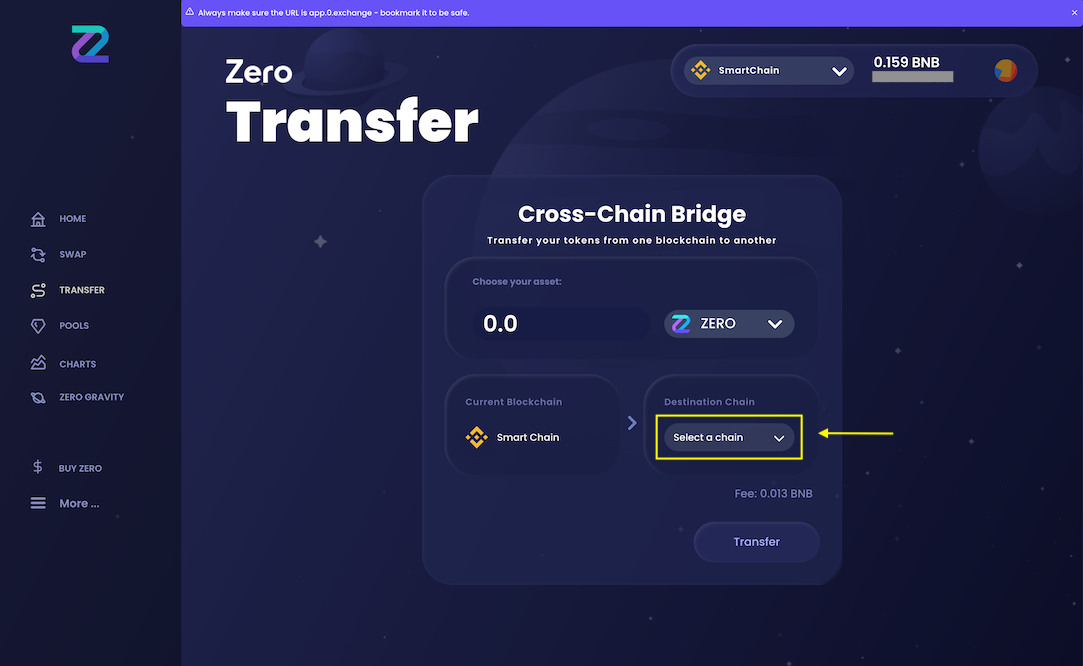 Always make sure the URL is app.0.exchange - bookmark it to be safe.
Zero
Transfer
SmartChain
0.159 BNB
HOME
SWAP
TRANSFER
POOLS
CHARTS
ZERO GRAVITY
BUY ZERO
More ...
Cross-Chain Bridge
Transfer your tokens from one blockchain to another
Choose your asset:
0.0
ZERO
Current Blockchain
Smart Chain
Destination Chain
Select a chain
Fee: 0.013 BNB
Transfer